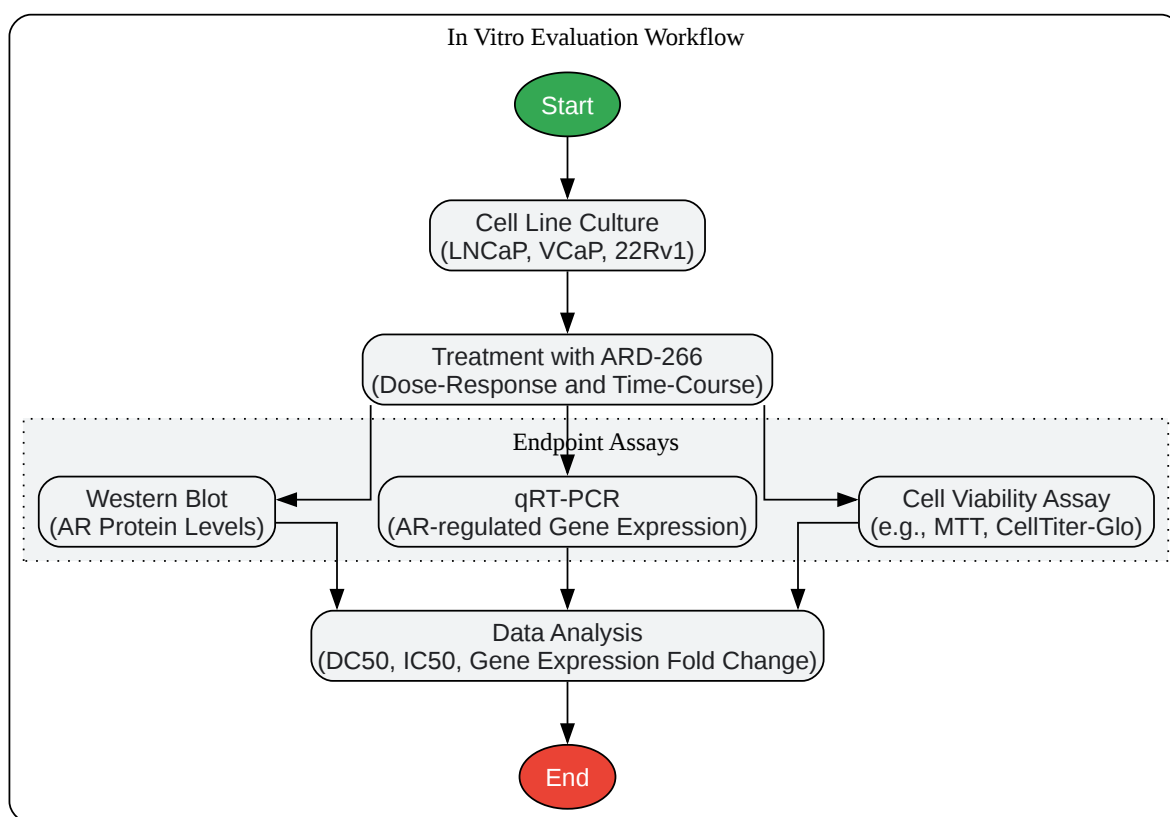 In Vitro Evaluation Workflow
Start
Cell Line Culture
(LNCaP, VCaP, 22Rv1)
Treatment with ARD-266
(Dose-Response and Time-Course)
Endpoint Assays
Western Blot
(AR Protein Levels)
qRT-PCR
(AR-regulated Gene Expression)
Cell Viability Assay
(e.g., MTT, CellTiter-Glo)
Data Analysis
(DC50, IC50, Gene Expression Fold Change)
End